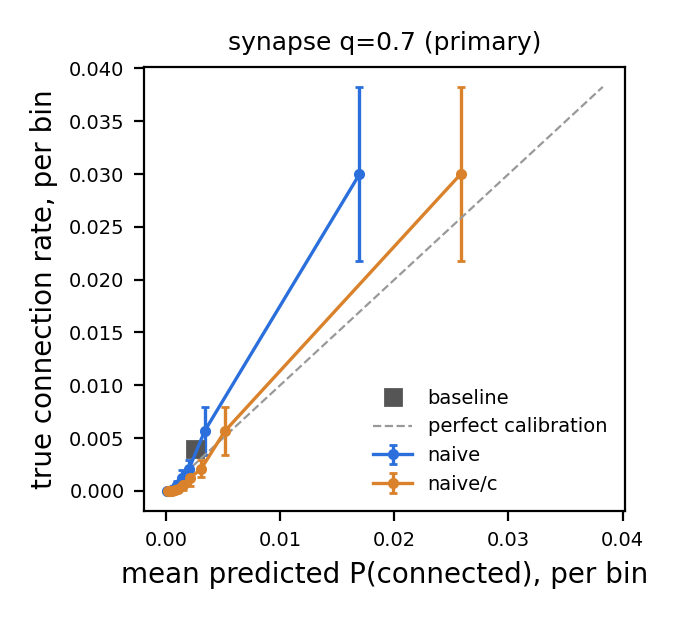 synapse q=0.7 (primary)
true connection rate, per bin
0.040
0.035
0.030
0.025
0.020
0.015
0.010
0.005
0.000
baseline
perfect calibration
naive
naive/c
0.00
0.01
0.02
0.03
0.04
mean predicted P(connected), per bin